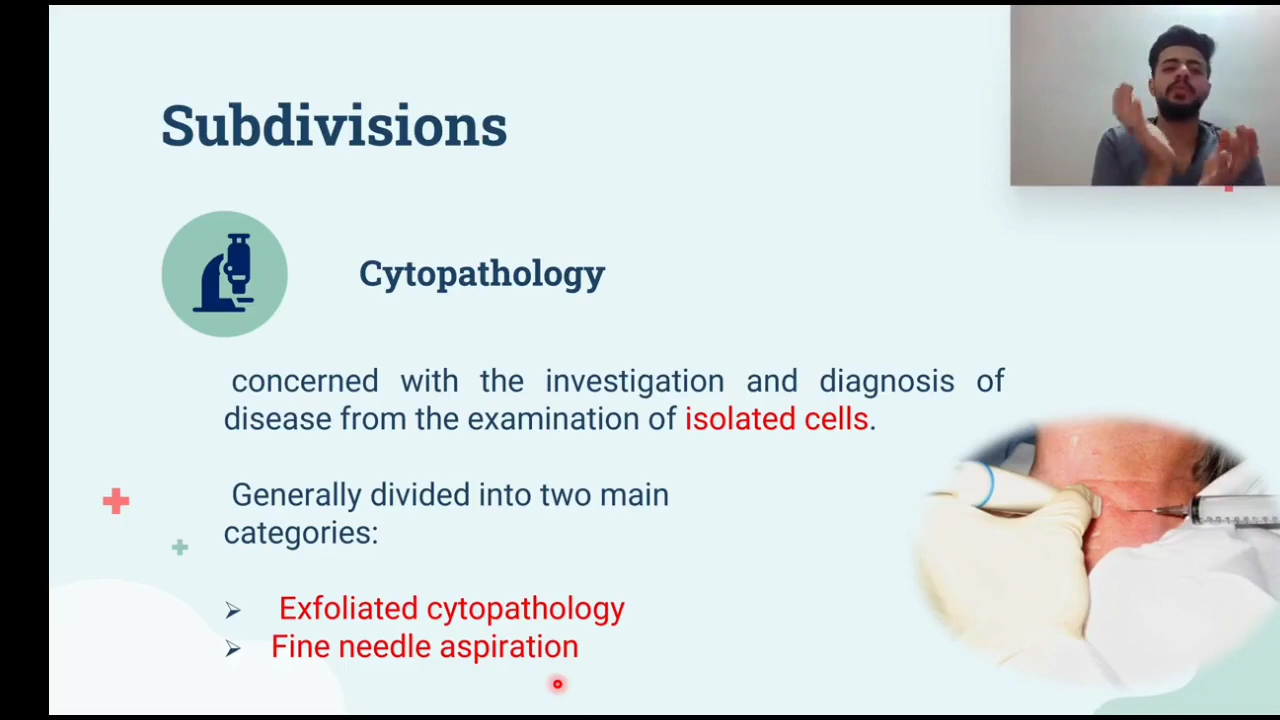 Subdivisions
Cytopathology
concerned with the investigation and diagnosis of
disease from the examination of isolated cells.
Generally divided into two main
categories:
Exfoliated cytopathology
Fine needle aspiration